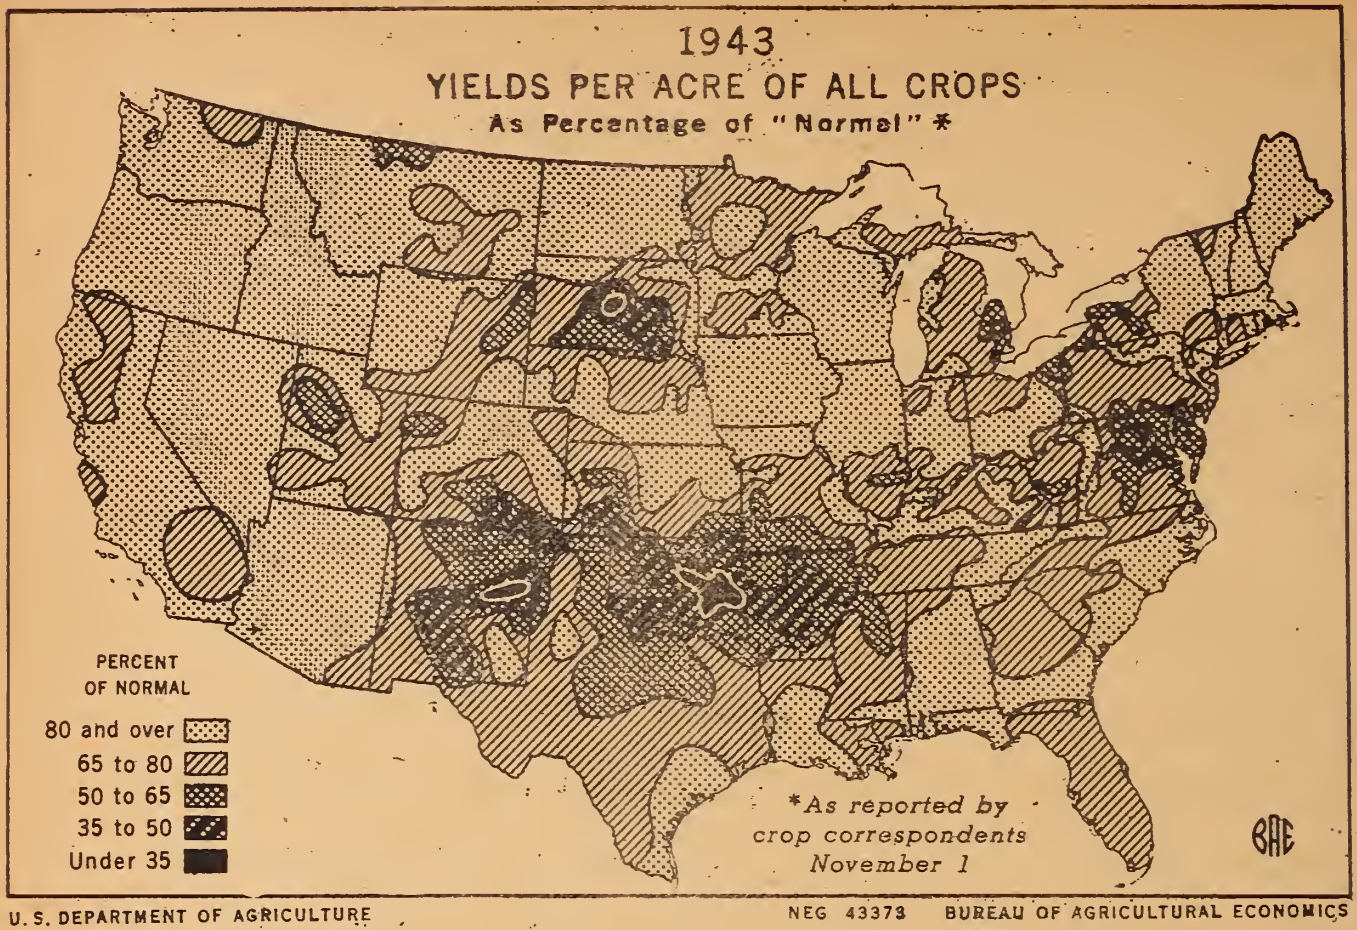 1943
YIELDS PER ACRE OF ALL CROPS
As Percentage of "Normal" *
PERCENT
OF NORMAL
80 and over
65 to 80
50 to 65
35 to 50
Under 35
*As reported by
crop correspondents
November 1
BAE
U.S. DEPARTMENT OF AGRICULTURE
NEG 43373 BUREAU OF AGRICULTURAL ECONOMICS